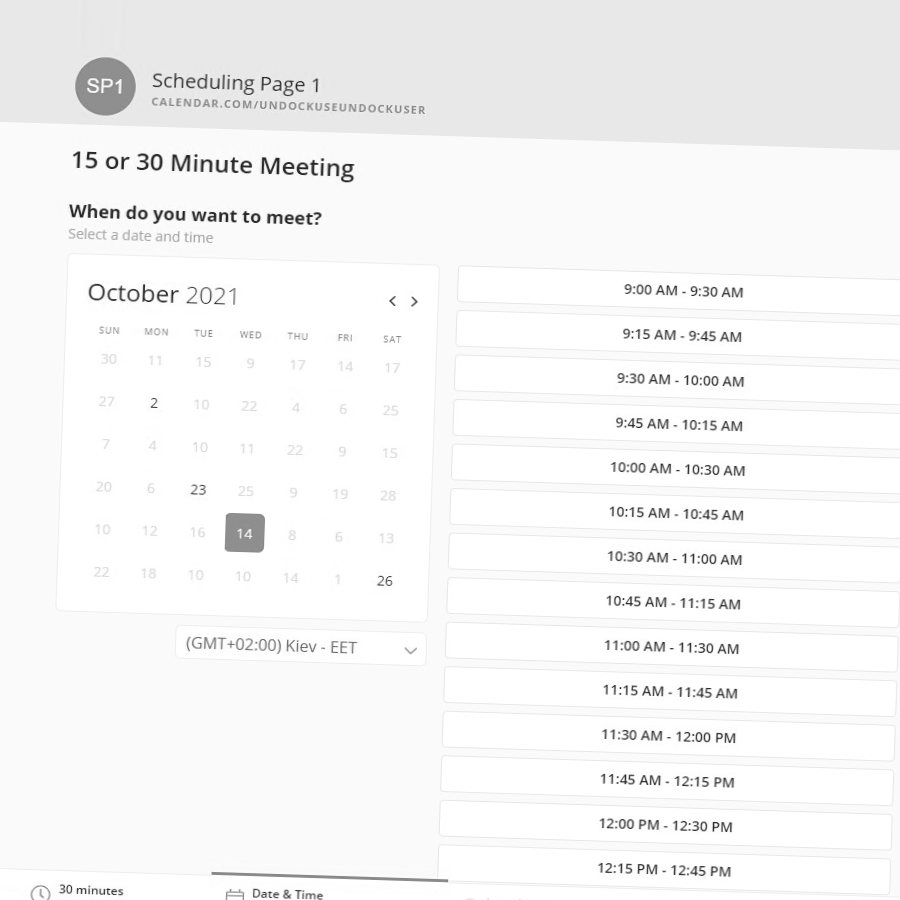 SP1
Scheduling Page 1
CALENDAR.COM/UNDOCKUSEUNDOCKUSER
15 or 30 Minute Meeting
When do you want to meet?
Select a date and time
October 2021
SUN MON TUE WED THU FRI SAT
30 11 15 9 17 14 17
27 2 10 22 4 6 25
7 4 10 11 22 9 15
20 6 23 25 9 19 28
10 12 16 14 8 6 13
22 18 10 10 14 1 26
(GMT+02:00) Kiev - EET
9:00 AM - 9:30 AM
9:15 AM - 9:45 AM
9:30 AM - 10:00 AM
9:45 AM - 10:15 AM
10:00 AM - 10:30 AM
10:15 AM - 10:45 AM
10:30 AM - 11:00 AM
10:45 AM - 11:15 AM
11:00 AM - 11:30 AM
11:15 AM - 11:45 AM
11:30 AM - 12:00 PM
11:45 AM - 12:15 PM
12:00 PM - 12:30 PM
12:15 PM - 12:45 PM
30 minutes
Date & Time